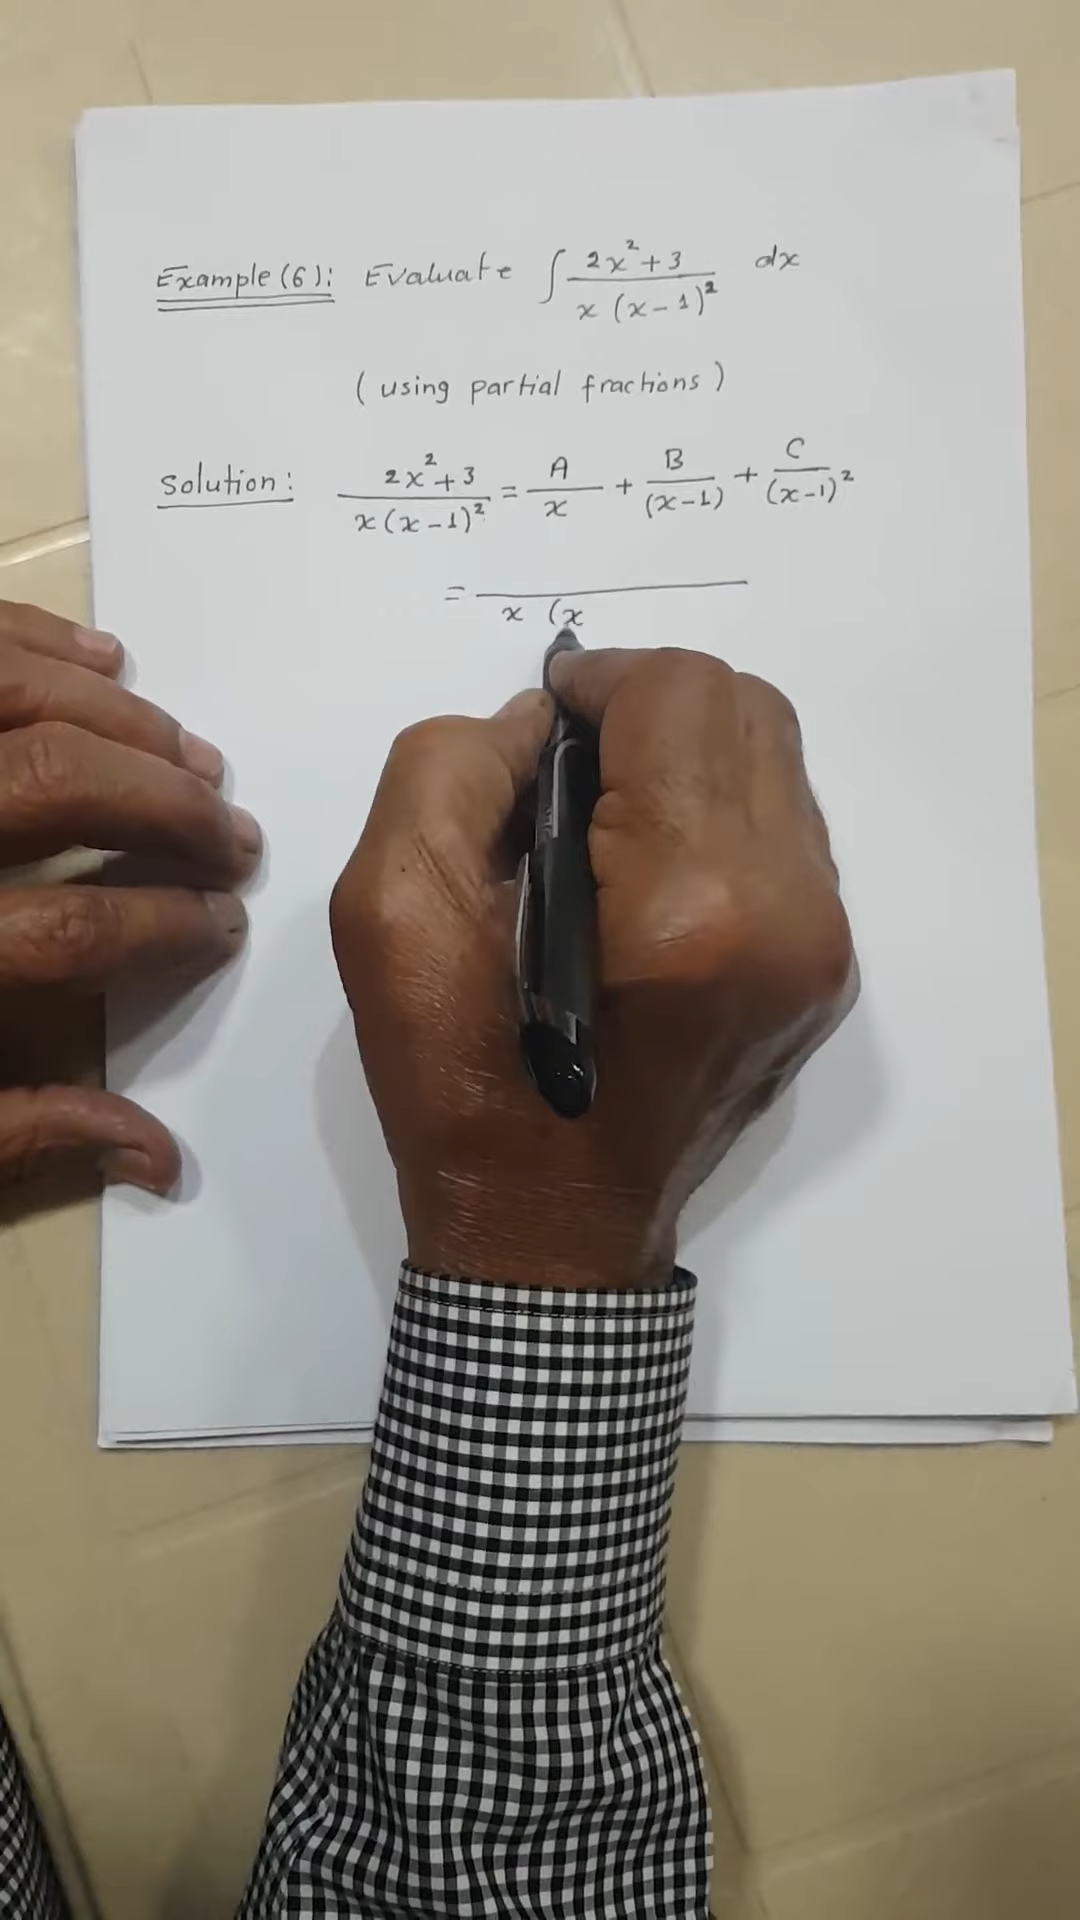 Example (6): Evaluate ∫ (2x²+3)/(x (x-1)²) dx
(using partial fractions)
Solution: (2x²+3)/(x(x-1)²) = A/x + B/(x-1) + C/(x-1)²
= /(x (x